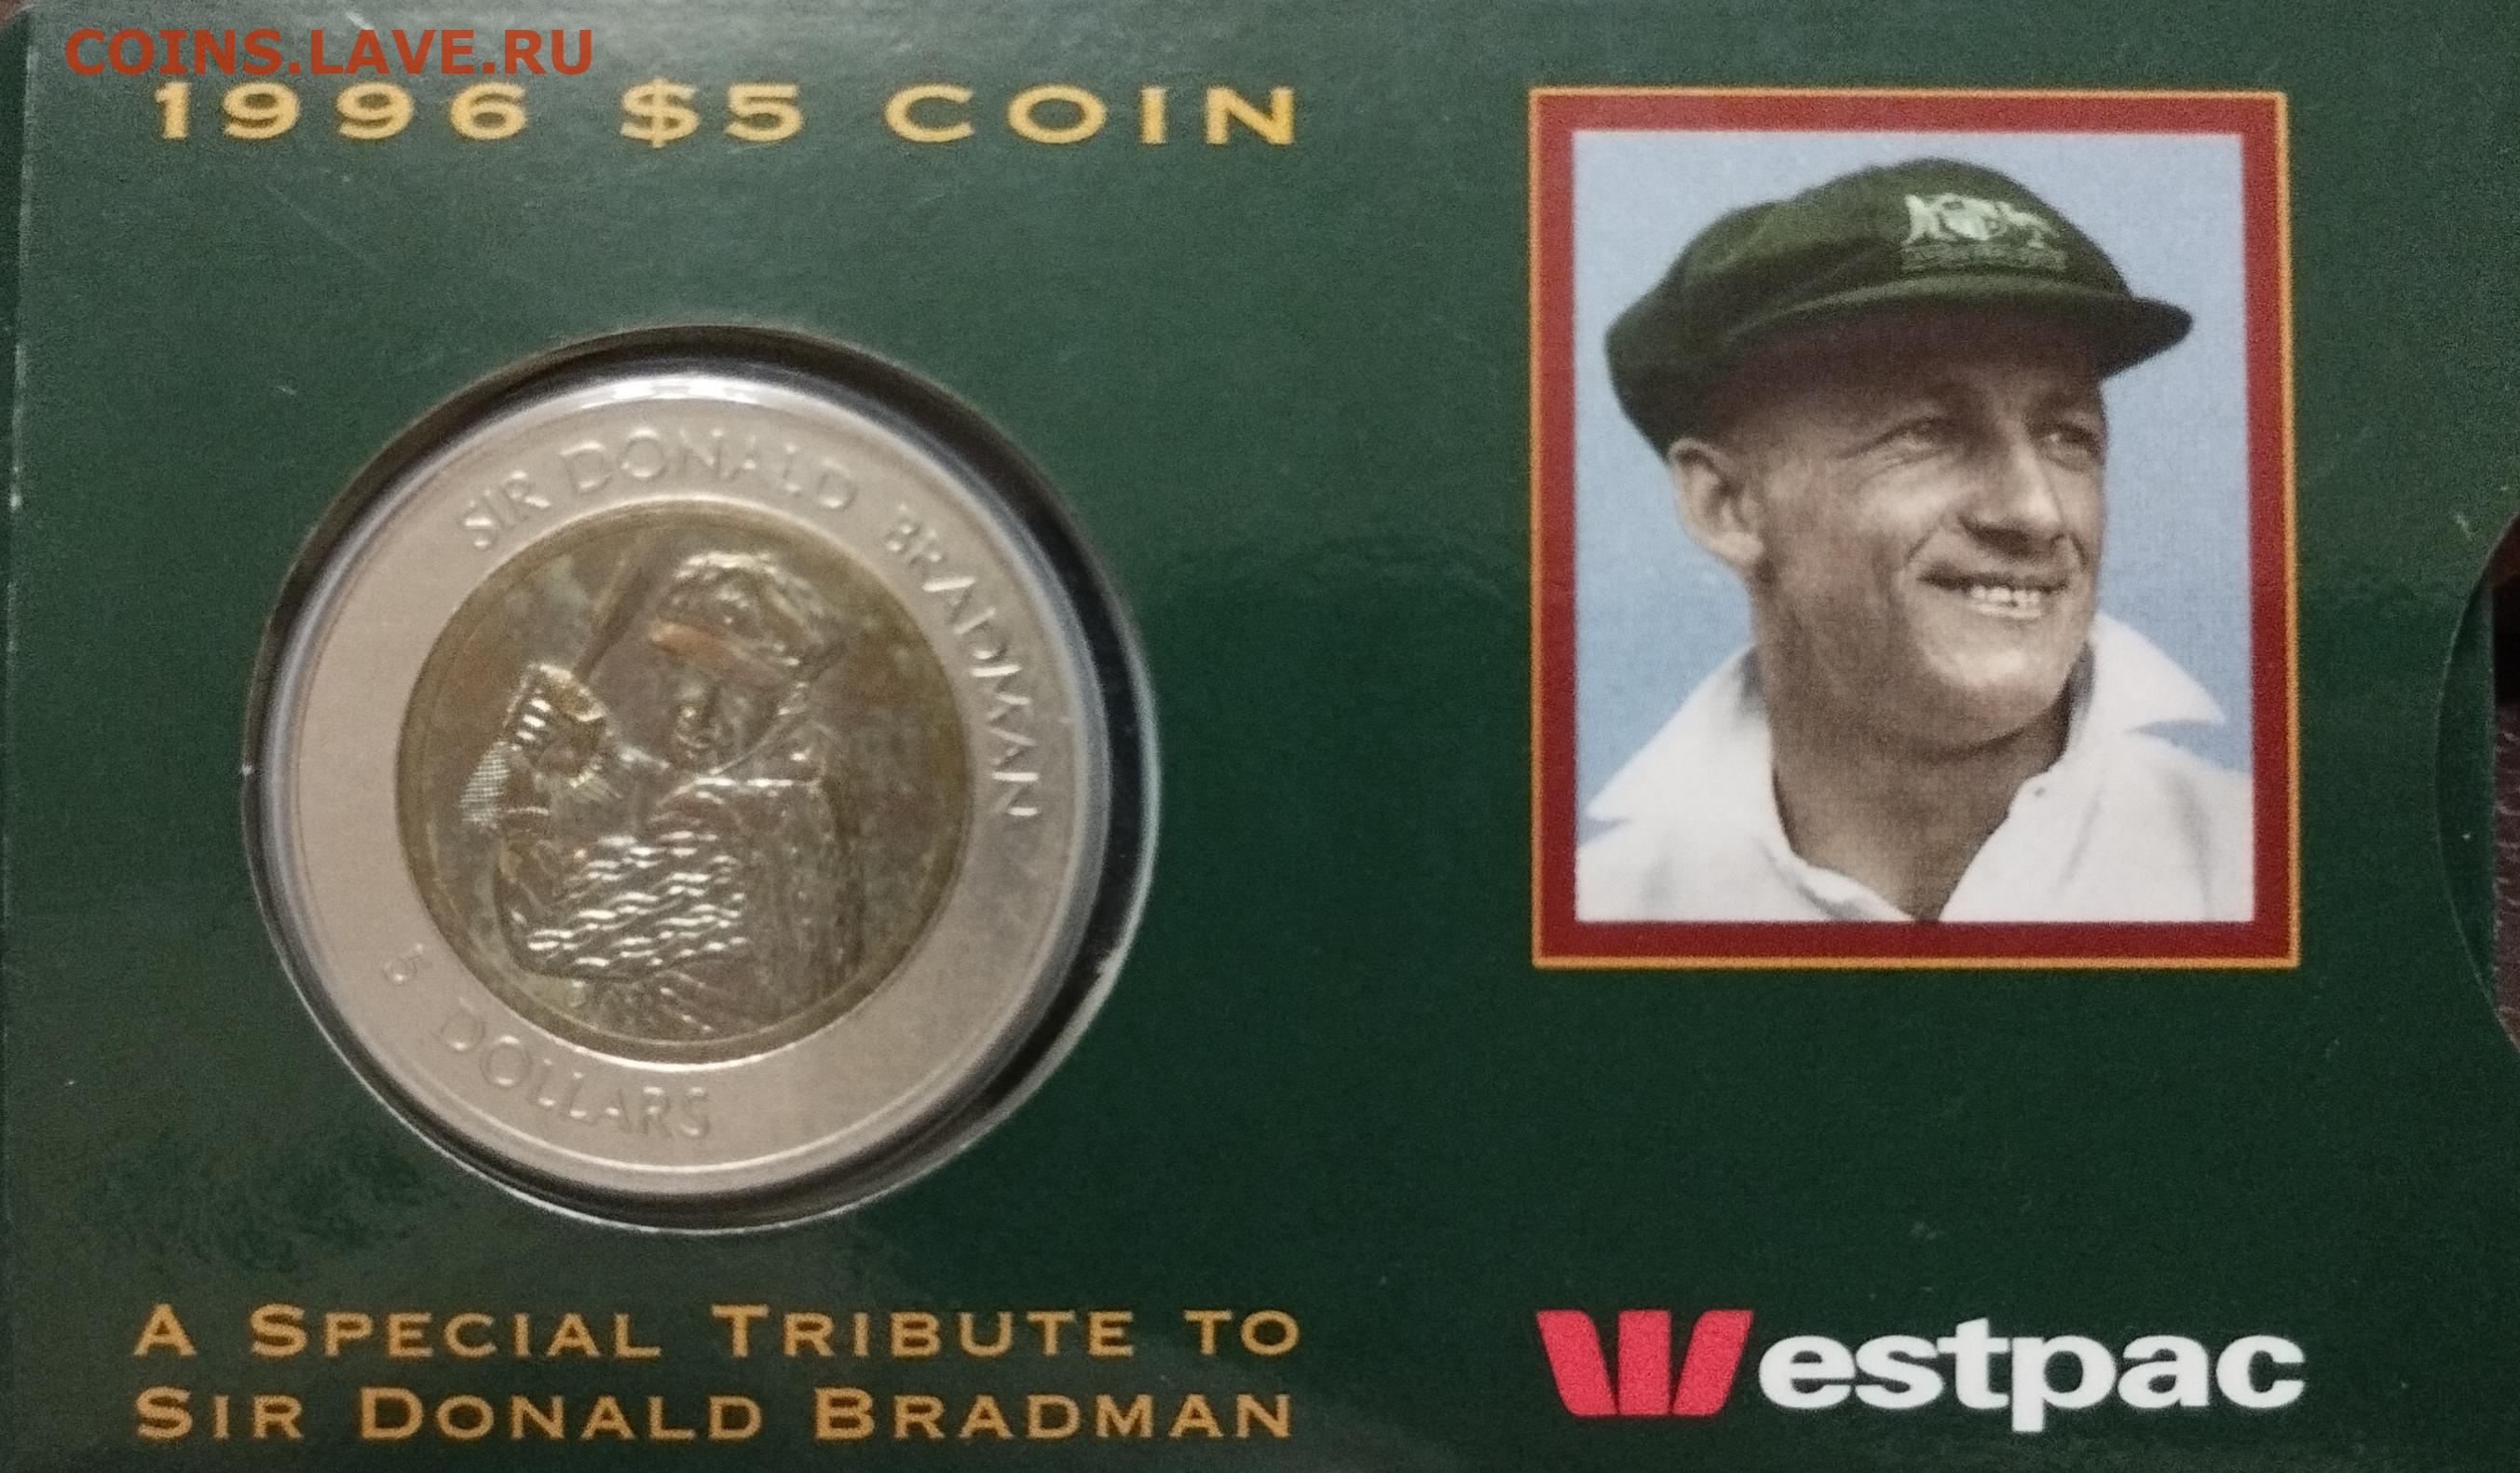 COINS.LAVE.RU
1996 $5 COIN
SIR DONALD BRADMAN
5 DOLLARS
A SPECIAL TRIBUTE TO
SIR DONALD BRADMAN
Westpac